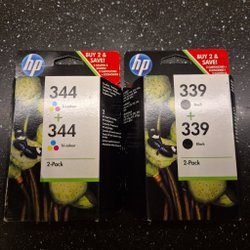 BUY 2 &
SAVE!
hp
344
Tri-colour
+
344
Tri-colour
2-Pack
BUY 2 &
SAVE!
hp
339
Black
+
339
Black
2-Pack